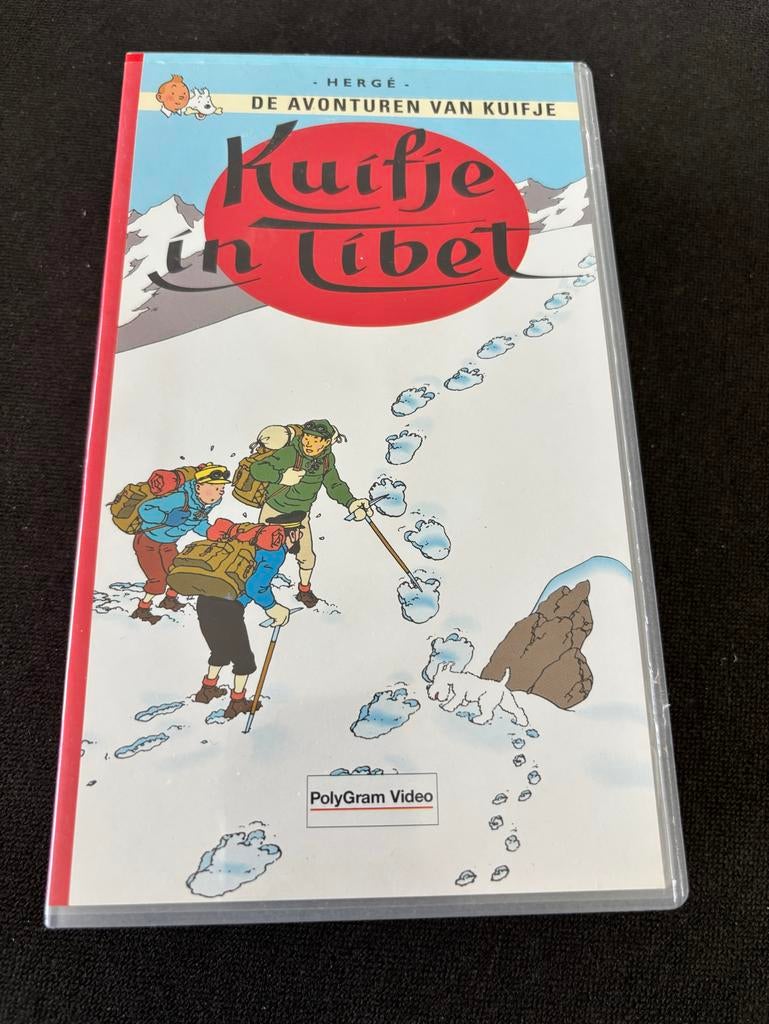 - HERGÉ -
DE AVONTUREN VAN KUIFJE
Kuifje
in Tibet
PolyGram Video